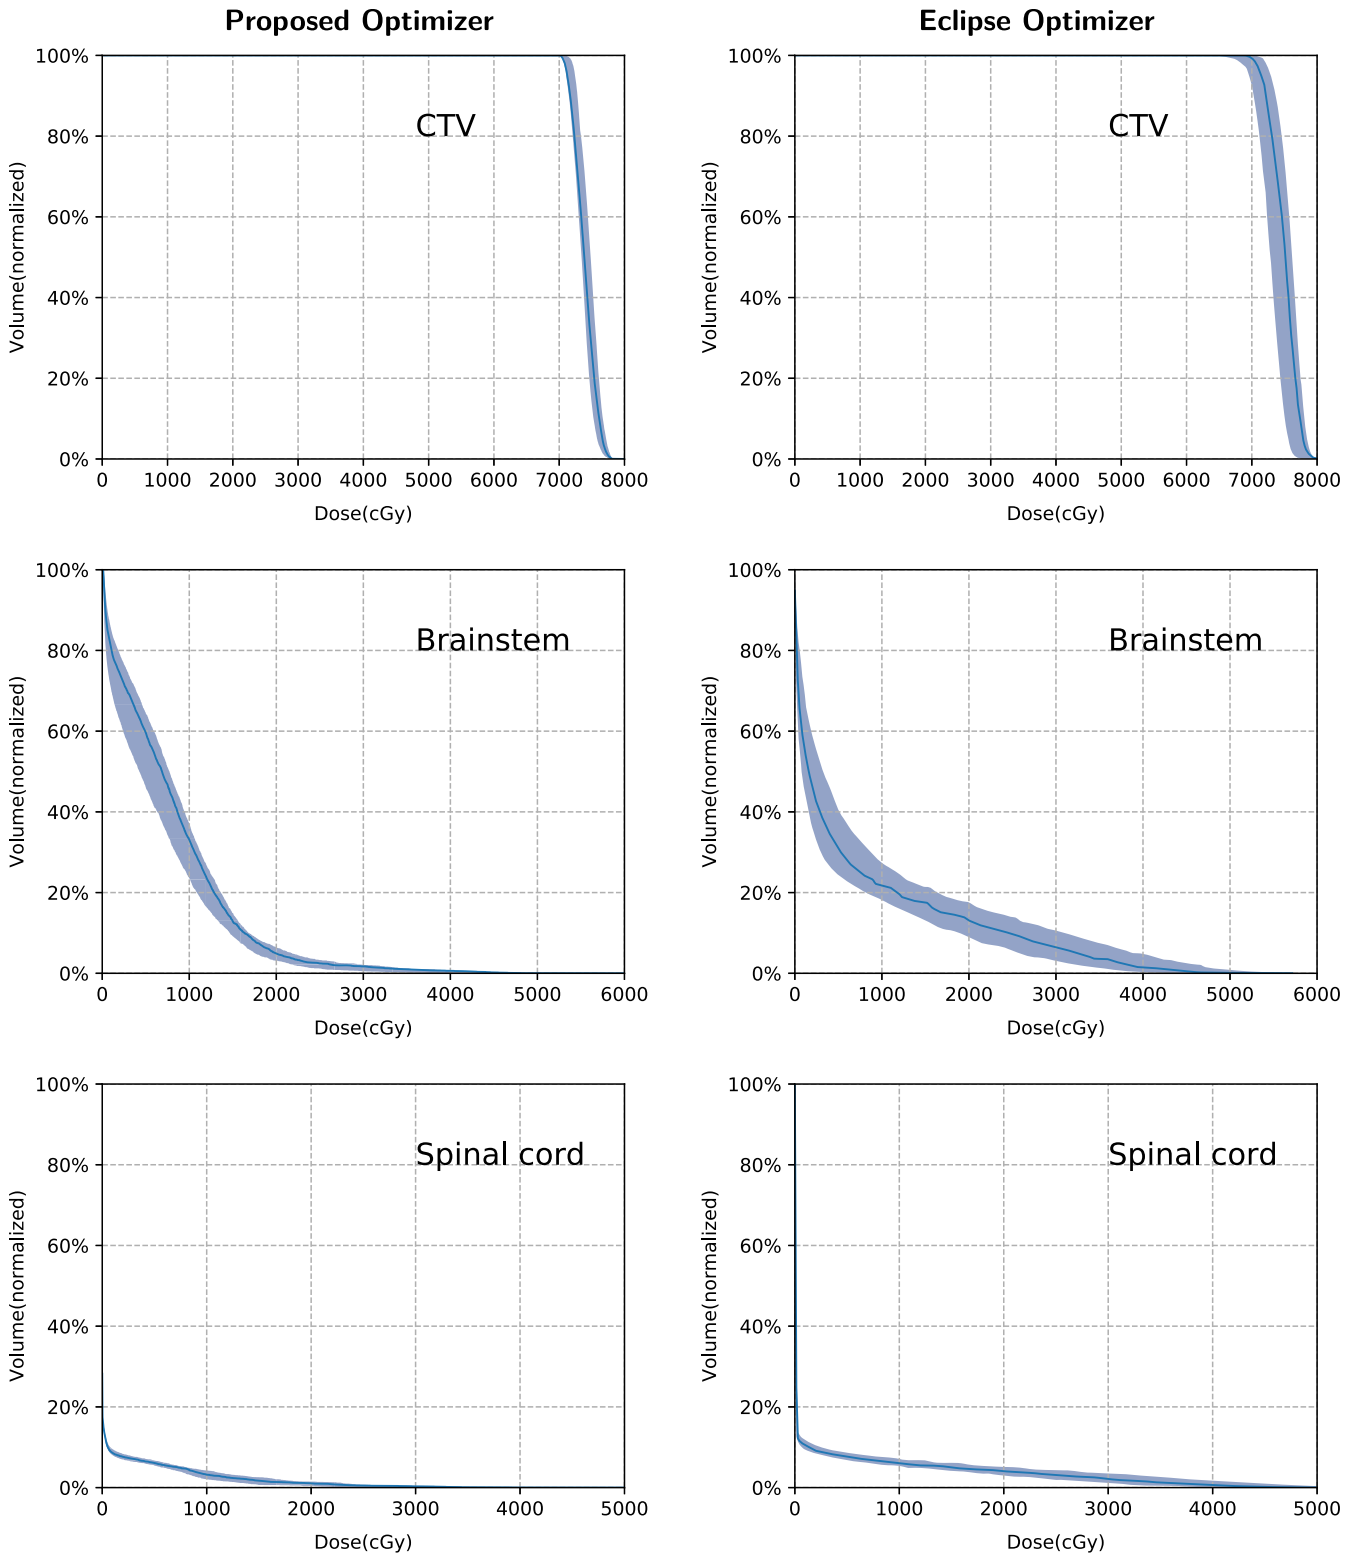 Proposed Optimizer
Eclipse Optimizer
100%
80%
60%
40%
20%
0%
Volume(normalized)
CTV
0 1000 2000 3000 4000 5000 6000 7000 8000
Dose(cGy)
100%
80%
60%
40%
20%
0%
Volume(normalized)
CTV
0 1000 2000 3000 4000 5000 6000 7000 8000
Dose(cGy)
100%
80%
60%
40%
20%
0%
Volume(normalized)
Brainstem
0 1000 2000 3000 4000 5000 6000
Dose(cGy)
100%
80%
60%
40%
20%
0%
Volume(normalized)
Brainstem
0 1000 2000 3000 4000 5000 6000
Dose(cGy)
100%
80%
60%
40%
20%
0%
Volume(normalized)
Spinal cord
0 1000 2000 3000 4000 5000
Dose(cGy)
100%
80%
60%
40%
20%
0%
Volume(normalized)
Spinal cord
0 1000 2000 3000 4000 5000
Dose(cGy)